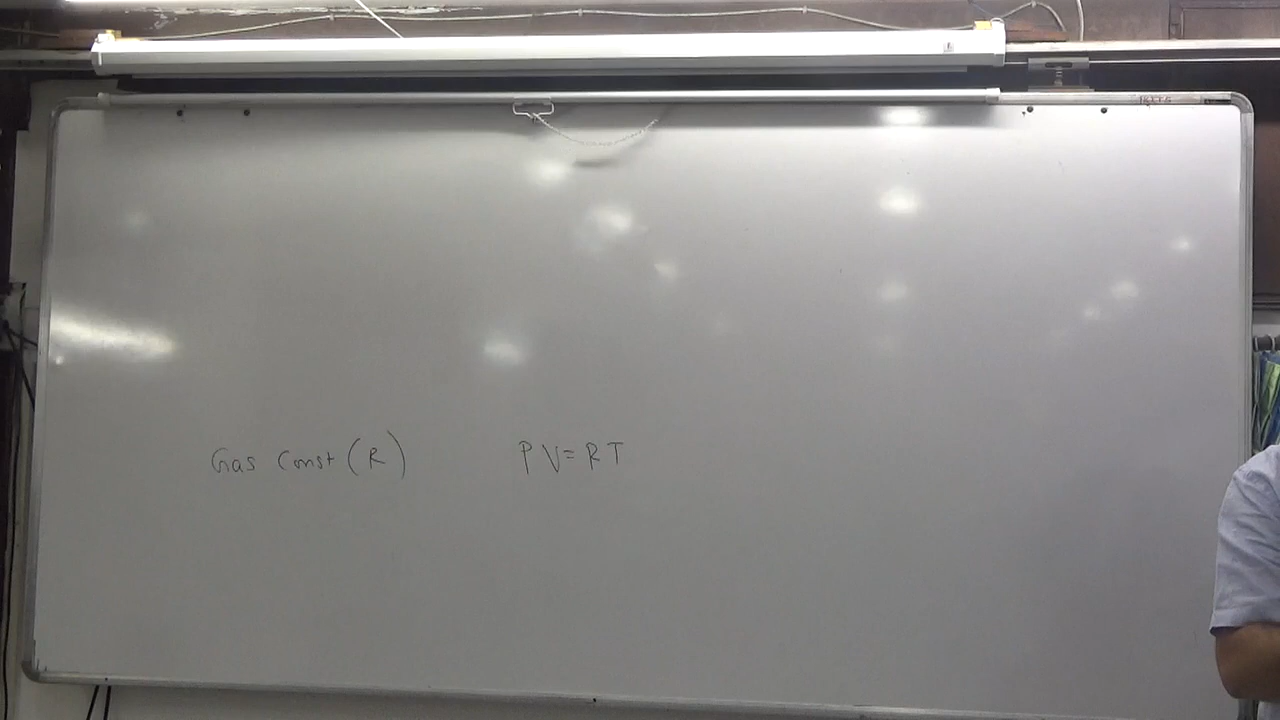 Gas Const (R) PV = RT